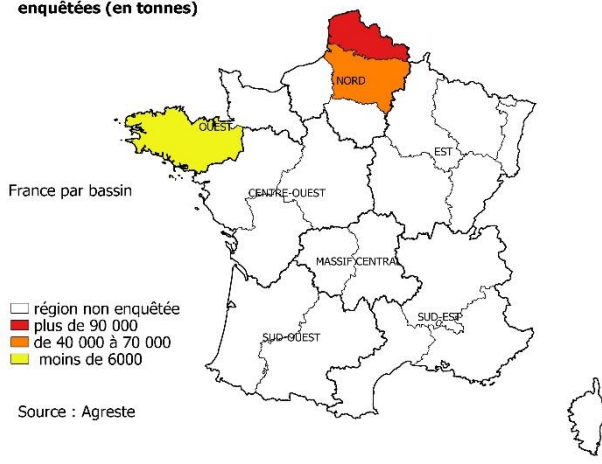 enquêtées (en tonnes)
NORD
OUEST
EST
France par bassin
CENTRE-OUEST
MASSIF CENTRAL
région non enquêtée
plus de 90 000
de 40 000 à 70 000
moins de 6000
SUD-EST
SUD-OUEST
Source : Agreste